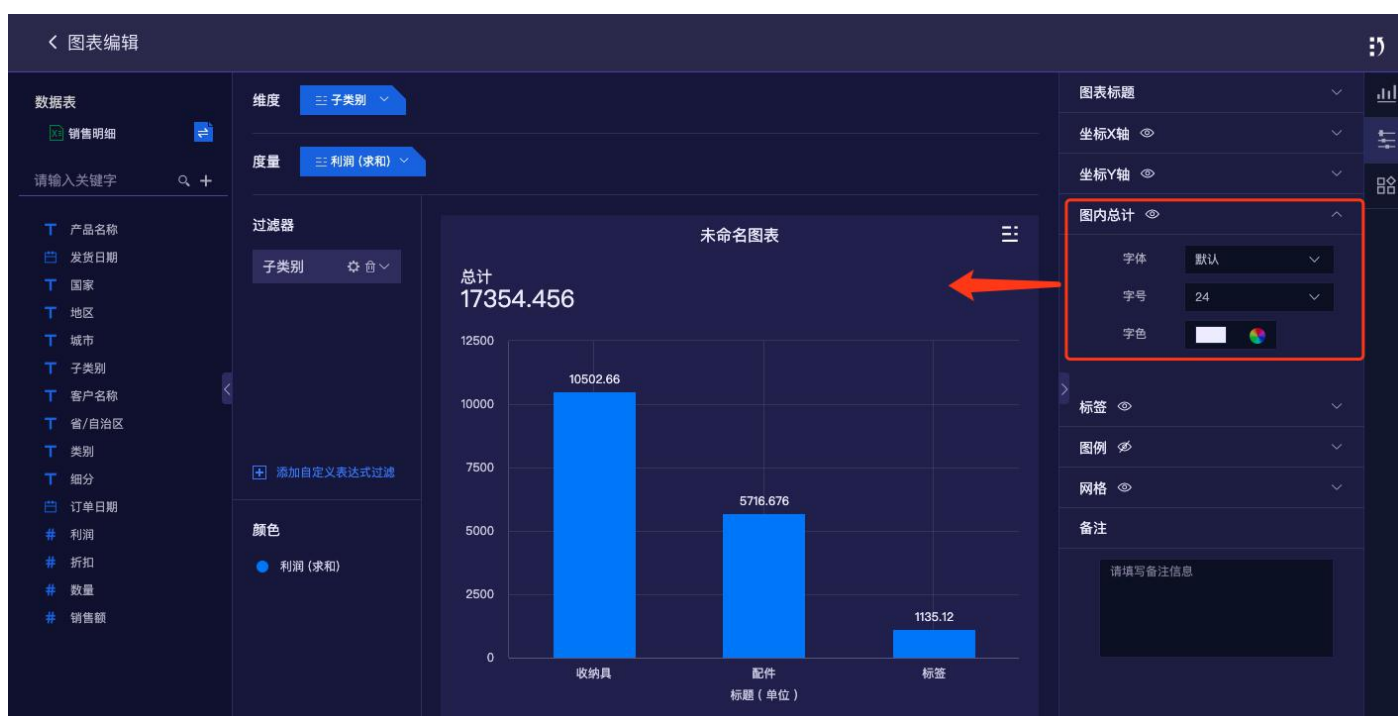 图表编辑
数据表
销售明细
请输入关键字
产品名称
发货日期
国家
地区
城市
子类别
客户名称
省/自治区
类别
细分
订单日期
利润
折扣
数量
销售额
维度 子类别
度量 利润 (求和)
过滤器
子类别
添加自定义表达式过滤
颜色
利润 (求和)
未命名图表
总计
17354.456
12500
10000
7500
5000
2500
0
10502.66
5716.676
1135.12
收纳具 配件 标签
标题 ( 单位 )
图表标题
坐标X轴
坐标Y轴
图内总计
字体 默认
字号 24
字色
标签
图例
网格
备注
请填写备注信息